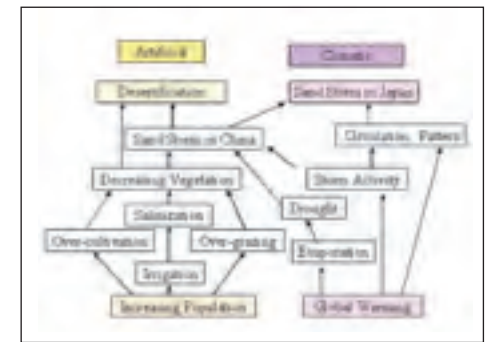 Artificial Climatic
Desertification Sand Storm in Japan
Sand Storm in China Circulation Pattern
Decreasing Vegetation Storm Activity
Salinization Drought
Over-cultivation Over-grazing Evaporation
Irrigation
Increasing Population Global Warming